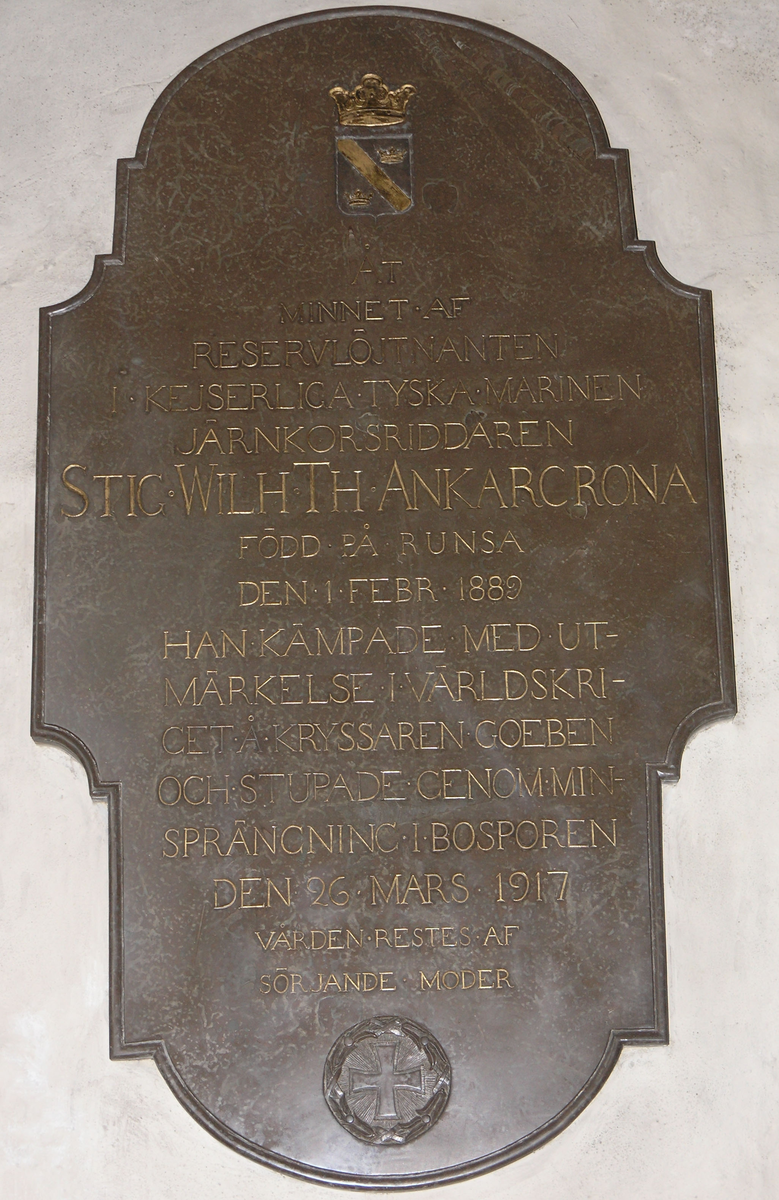 ÅT
MINNET·AF
RESERVLÖJTNANTEN
I·KEJSERLIGA·TYSKA·MARINEN
JÄRNKORSRIDDAREN
STIG·WILH·TH·ANKARCRONA
FÖDD·PÅ·RUNSA
DEN·1·FEBR·1889
HAN·KÄMPADE·MED·UT-
MÄRKELSE·I·VÄRLDSKRI-
GET·Å·KRYSSAREN·GOEBEN
OCH·STUPADE·GENOM·MIN-
SPRÄNGNING·I·BOSPOREN
DEN·26·MARS·1917
VÅRDEN·RESTES·AF
SÖRJANDE·MODER